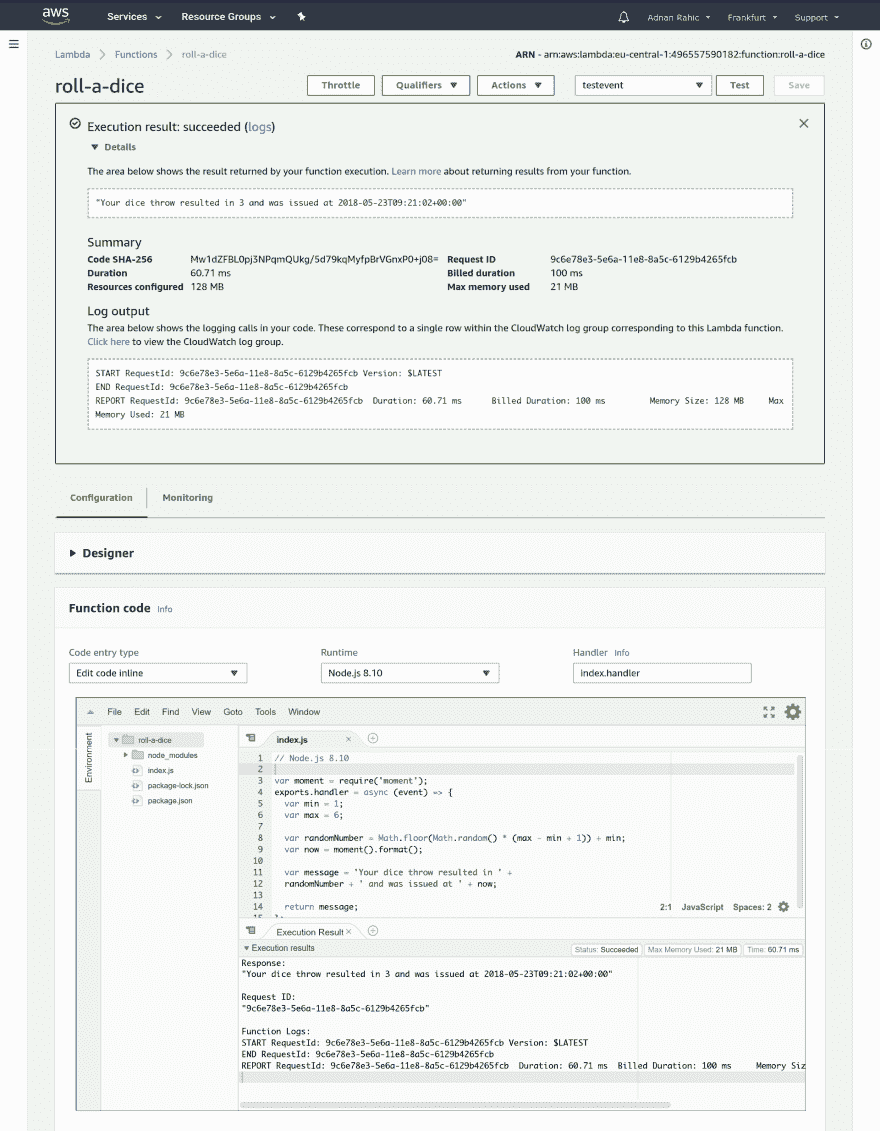 aws Services Resource Groups Adnan Rahic Frankfurt Support
Lambda Functions roll-a-dice ARN - arn:aws:lambda:eu-central-1:496557590182:function:roll-a-dice
roll-a-dice Throttle Qualifiers Actions testevent Test Save
Execution result: succeeded (logs)
Details
The area below shows the result returned by your function execution. Learn more about returning results from your function.
"Your dice throw resulted in 3 and was issued at 2018-05-23T09:21:02+00:00"
Summary
Code SHA-256 Mw1dZFBL0pj3NPqmQUkg/5d79kqMyfpBrVGnxP0+j08= Request ID 9c6e78e3-5e6a-11e8-8a5c-6129b4265fcb
Duration 60.71 ms Billed duration 100 ms
Resources configured 128 MB Max memory used 21 MB
Log output
The area below shows the logging calls in your code. These correspond to a single row within the CloudWatch log group corresponding to this Lambda function.
Click here to view the CloudWatch log group.
START RequestId: 9c6e78e3-5e6a-11e8-8a5c-6129b4265fcb Version: $LATEST
END RequestId: 9c6e78e3-5e6a-11e8-8a5c-6129b4265fcb
REPORT RequestId: 9c6e78e3-5e6a-11e8-8a5c-6129b4265fcb Duration: 60.71 ms Billed Duration: 100 ms Memory Size: 128 MB Max
Memory Used: 21 MB
Configuration Monitoring
Designer
Function code Info
Code entry type Runtime Handler Info
Edit code inline Node.js 8.10 index.handler
File Edit Find View Goto Tools Window
Environment
roll-a-dice
node_modules
index.js
package-lock.json
package.json
index.js
1 // Node.js 8.10
2
3 var moment = require('moment');
4 exports.handler = async (event) => {
5 var min = 1;
6 var max = 6;
7
8 var randomNumber = Math.floor(Math.random() * (max - min + 1)) + min;
9 var now = moment().format();
10
11 var message = 'Your dice throw resulted in ' +
12 randomNumber + ' and was issued at ' + now;
13
14 return message;
15 };
2:1 JavaScript Spaces: 2
Execution Result
Execution results Status: Succeeded Max Memory Used: 21 MB Time: 60.71 ms
Response:
"Your dice throw resulted in 3 and was issued at 2018-05-23T09:21:02+00:00"
Request ID:
"9c6e78e3-5e6a-11e8-8a5c-6129b4265fcb"
Function Logs:
START RequestId: 9c6e78e3-5e6a-11e8-8a5c-6129b4265fcb Version: $LATEST
END RequestId: 9c6e78e3-5e6a-11e8-8a5c-6129b4265fcb
REPORT RequestId: 9c6e78e3-5e6a-11e8-8a5c-6129b4265fcb Duration: 60.71 ms Billed Duration: 100 ms Memory Siz